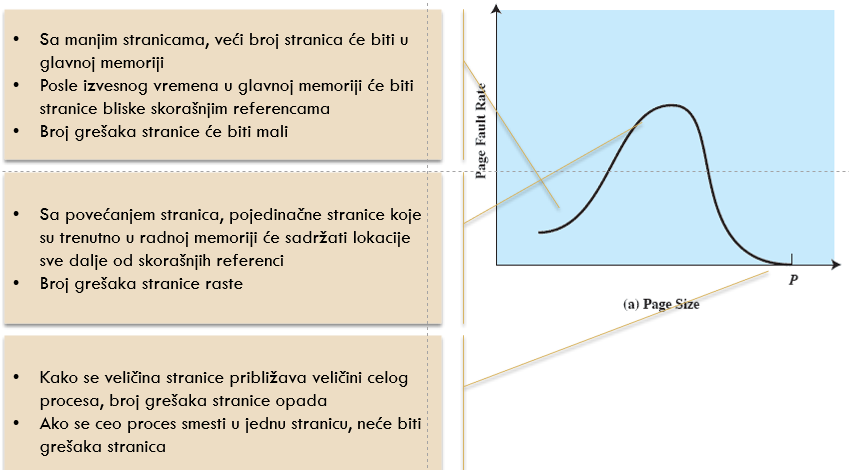 • Sa manjim stranicama, veći broj stranica će biti u
glavnoj memoriji
• Posle izvesnog vremena u glavnoj memoriji će biti
stranice bliske skorašnjim referencama
• Broj grešaka stranice će biti mali
• Sa povećanjem stranica, pojedinačne stranice koje
su trenutno u radnoj memoriji će sadržati lokacije
sve dalje od skorašnjih referenci
• Broj grešaka stranice raste
• Kako se veličina stranice približava veličini celog
procesa, broj grešaka stranice opada
• Ako se ceo proces smesti u jednu stranicu, neće biti
grešaka stranica
Page Fault Rate
P
(a) Page Size